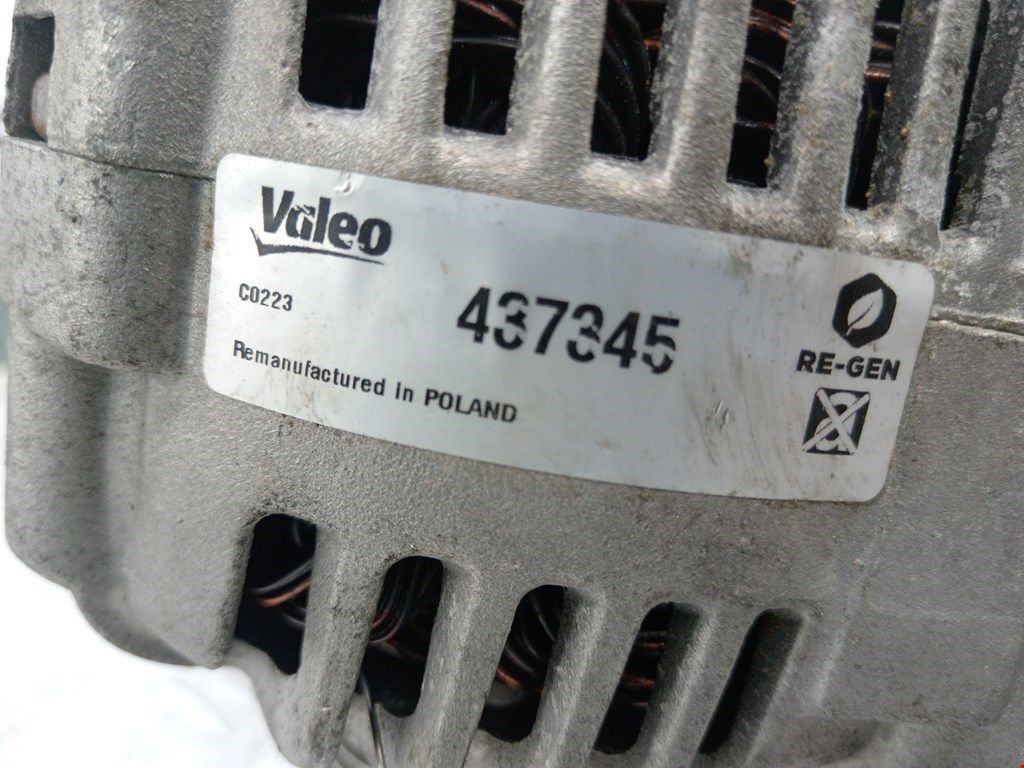 Valeo
C0223
437345
Remanufactured in POLAND
RE-GEN